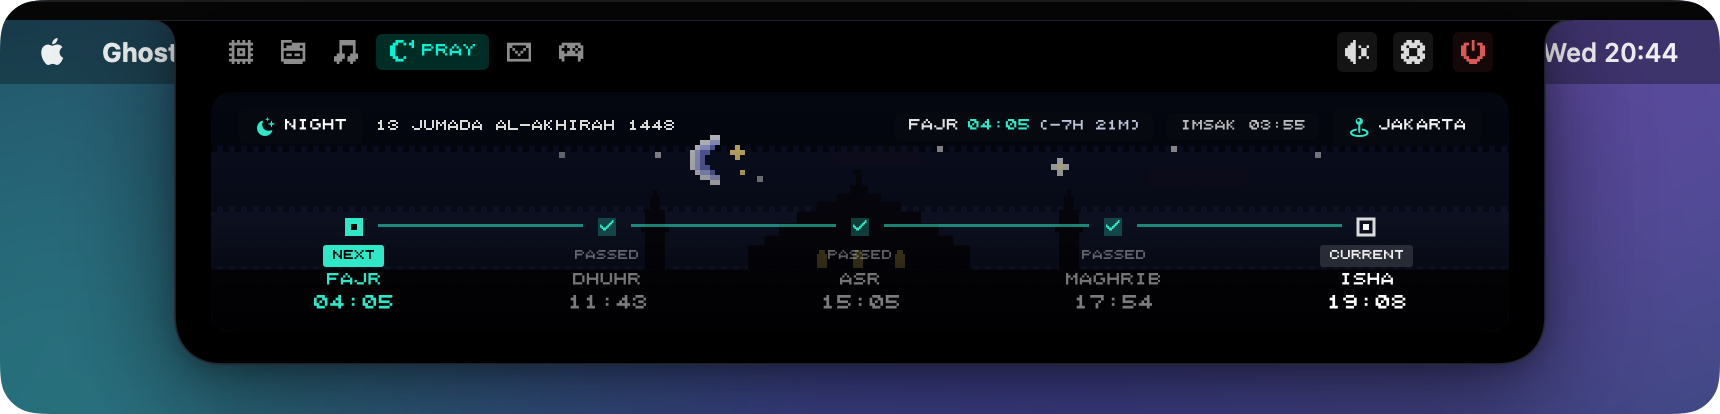 Ghost
PRAY
Wed 20:44
NIGHT 13 JUMADA AL-AKHIRAH 1448 FAJR 04:05 (-7H 21M) IMSAK 03:55 JAKARTA
NEXT PASSED PASSED PASSED CURRENT
FAJR DHUHR ASR MAGHRIB ISHA
04:05 11:43 15:05 17:54 19:08